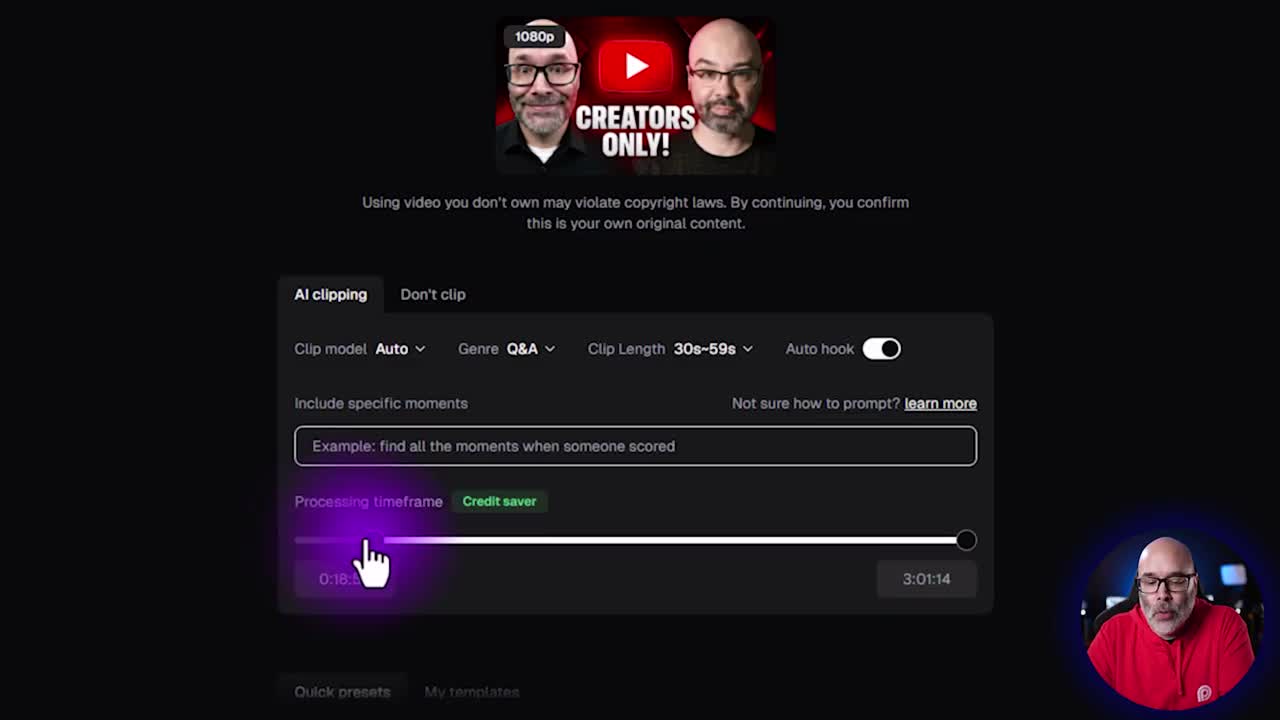 1080p
CREATORS
ONLY!
Using video you don't own may violate copyright laws. By continuing, you confirm
this is your own original content.
AI clipping Don't clip
Clip model Auto Genre Q&A Clip Length 30s~59s Auto hook
Include specific moments Not sure how to prompt? learn more
Example: find all the moments when someone scored
Processing timeframe Credit saver
3:01:14
Quick presets My templates